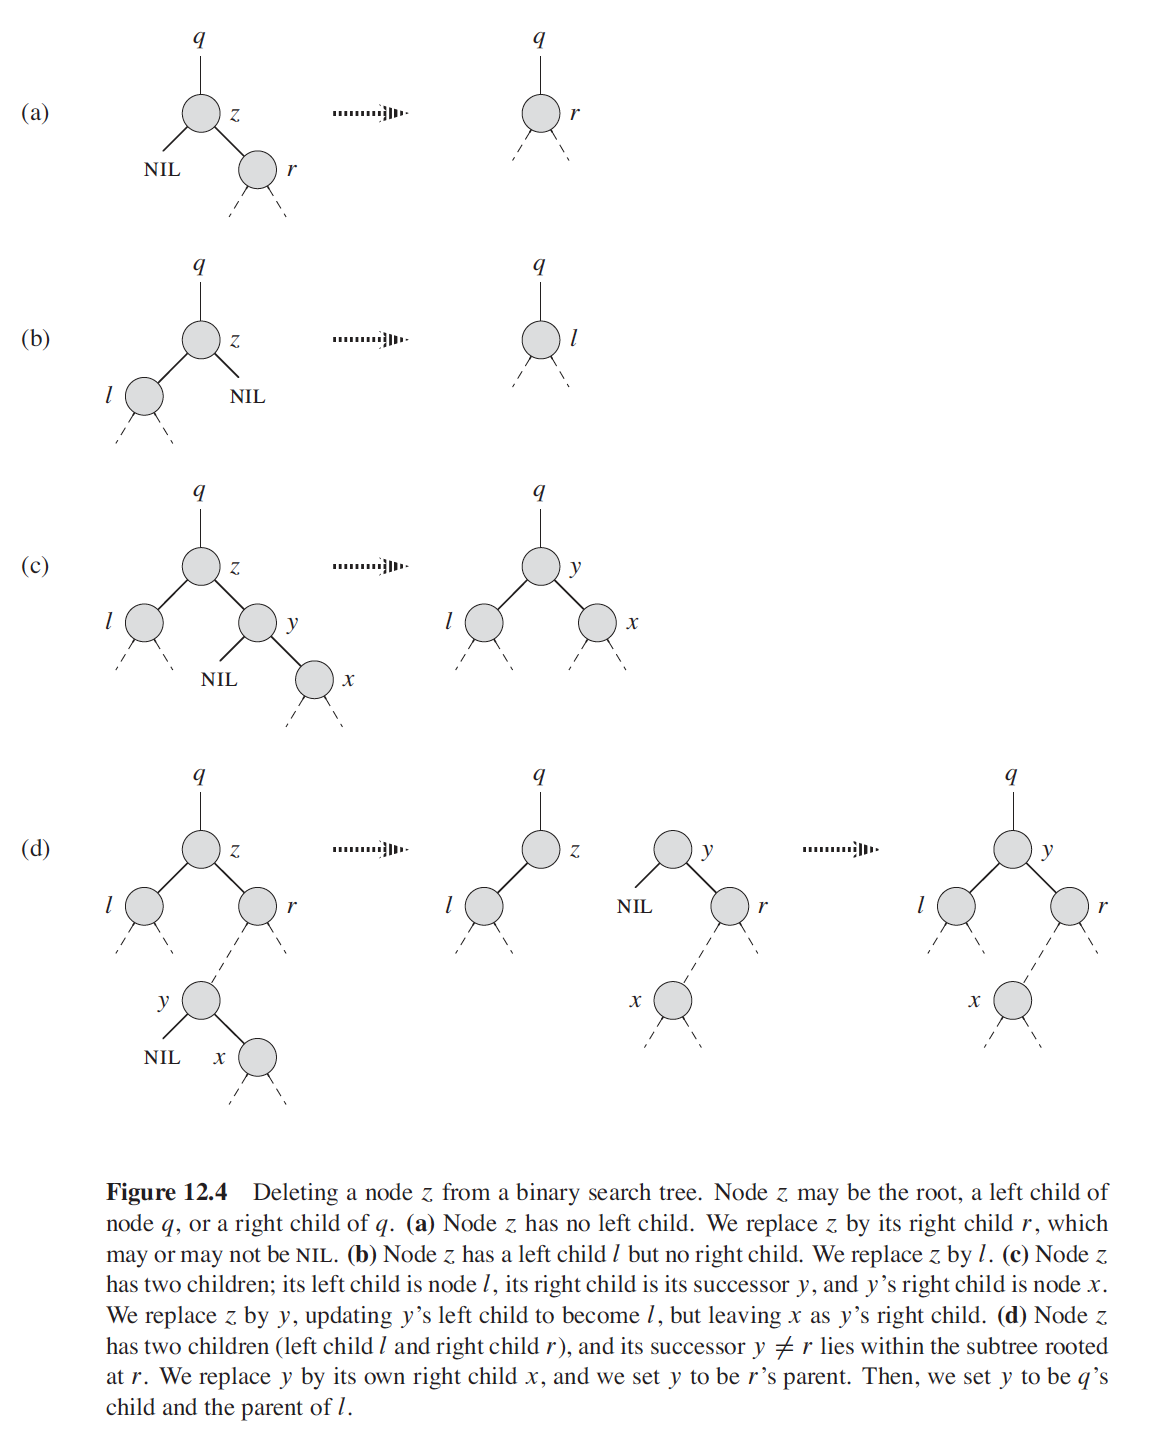 q q
(a) z r
NIL r
q q
(b) z l
l NIL
q q
(c) z y
l y l x
NIL x
q q q
(d) z z y y
l r l NIL r l r
y x x
NIL x
Figure 12.4 Deleting a node z from a binary search tree. Node z may be the root, a left child of
node q, or a right child of q. (a) Node z has no left child. We replace z by its right child r, which
may or may not be NIL. (b) Node z has a left child l but no right child. We replace z by l. (c) Node z
has two children; its left child is node l, its right child is its successor y, and y’s right child is node x.
We replace z by y, updating y’s left child to become l, but leaving x as y’s right child. (d) Node z
has two children (left child l and right child r), and its successor y ≠ r lies within the subtree rooted
at r. We replace y by its own right child x, and we set y to be r’s parent. Then, we set y to be q’s
child and the parent of l.